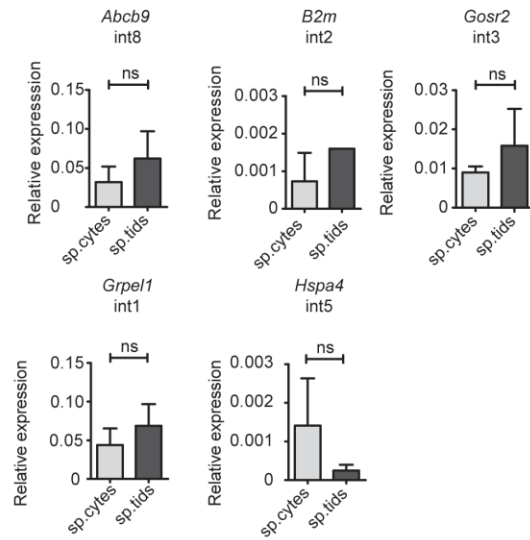 Abcb9
int8
Relative expresssion
0.15
0.10
0.05
0
ns
sp.cytes
sp.tids
B2m
int2
Relative expression
0.003
0.002
0.001
0
ns
sp.cytes
sp.tids
Gosr2
int3
Relative expression
0.03
0.02
0.01
0
ns
sp.cytes
sp.tids
Grpel1
int1
Relative expression
0.15
0.10
0.05
0
ns
sp.cytes
sp.tids
Hspa4
int5
Relative expression
0.003
0.002
0.001
0
ns
sp.cytes
sp.tids